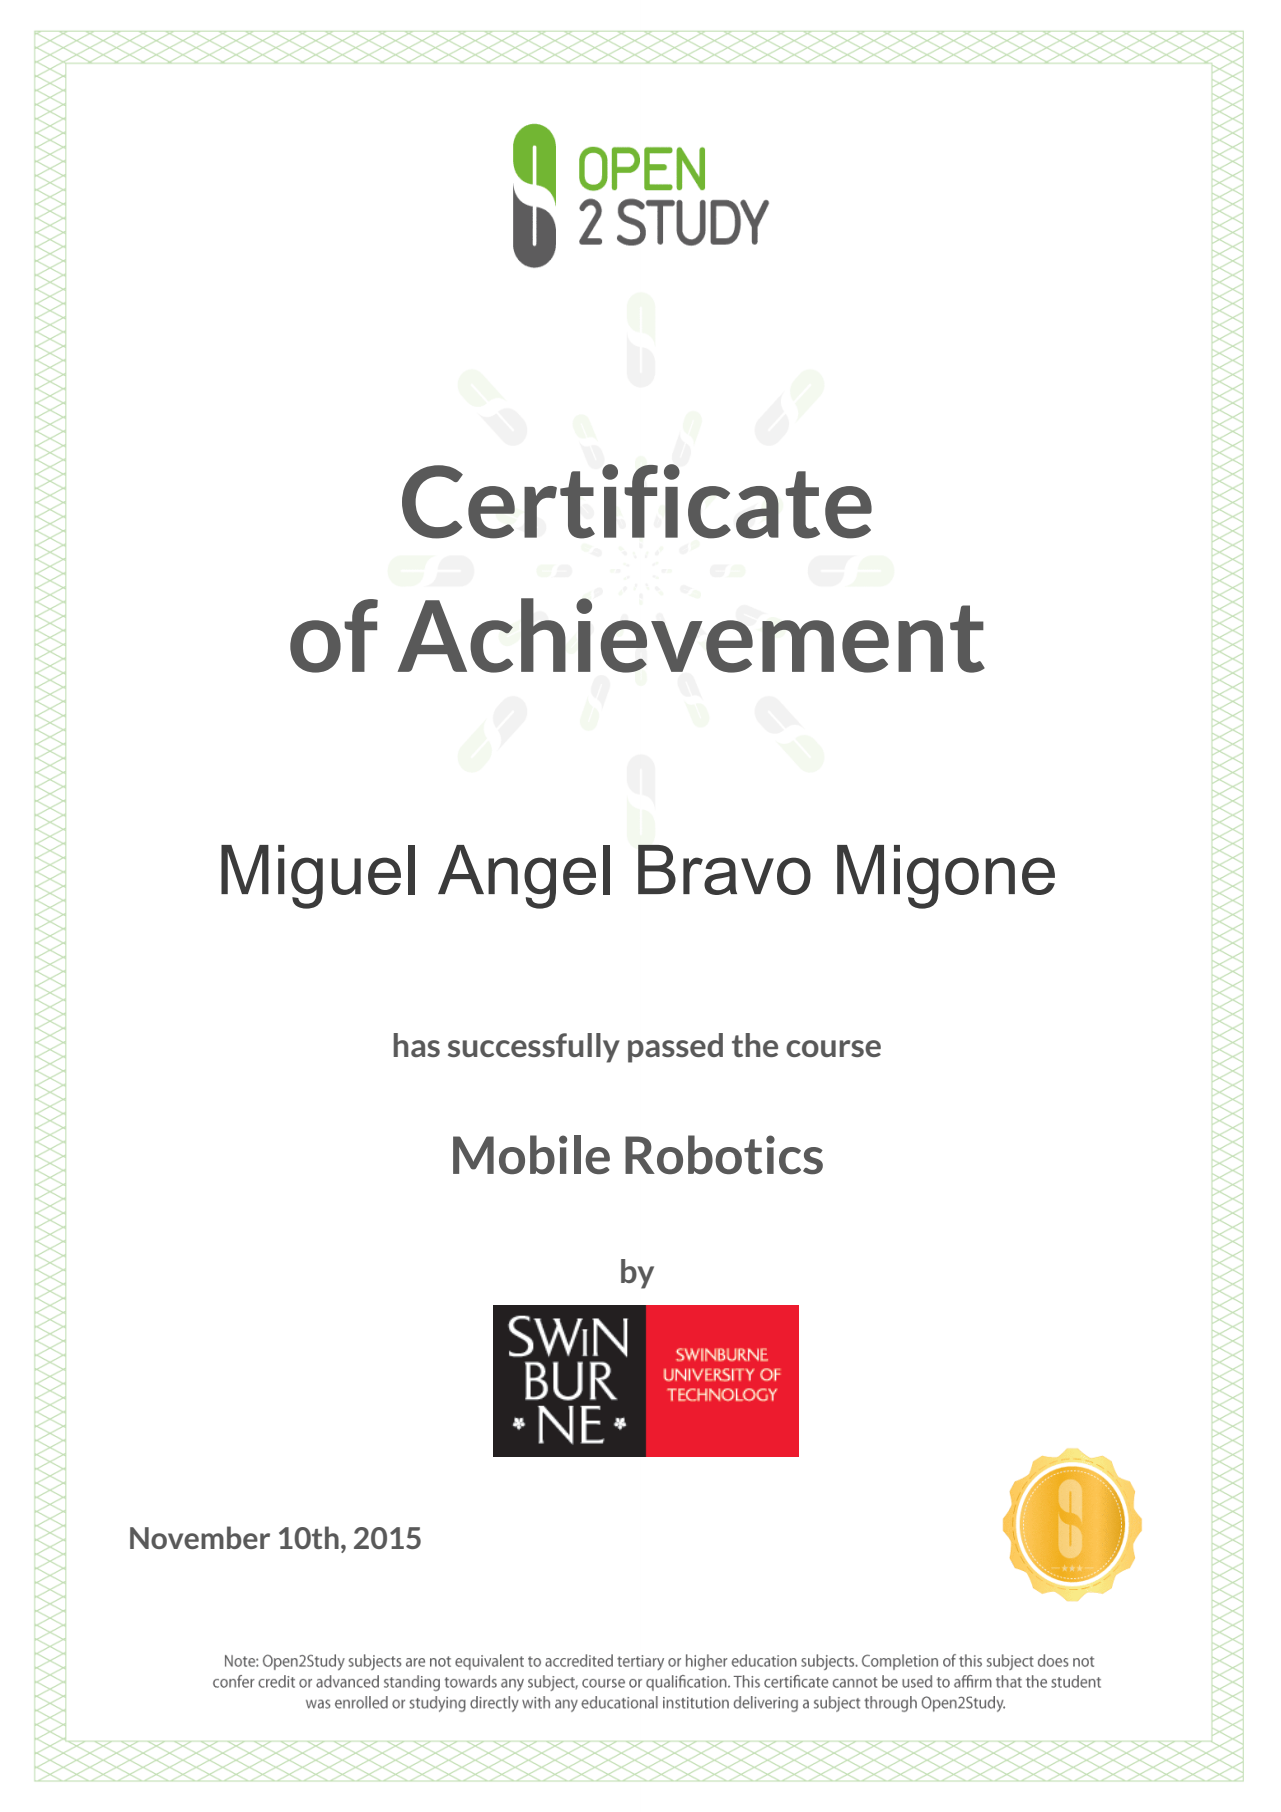 OPEN
2 STUDY
Certificate
of Achievement
Miguel Angel Bravo Migone
has successfully passed the course
Mobile Robotics
by
SWiN
BUR
NE
SWINBURNE
UNIVERSITY OF
TECHNOLOGY
November 10th, 2015
Note: Open2Study subjects are not equivalent to accredited tertiary or higher education subjects. Completion of this subject does not
confer credit or advanced standing towards any subject, course or qualification. This certificate cannot be used to affirm that the student
was enrolled or studying directly with any educational institution delivering a subject through Open2Study.